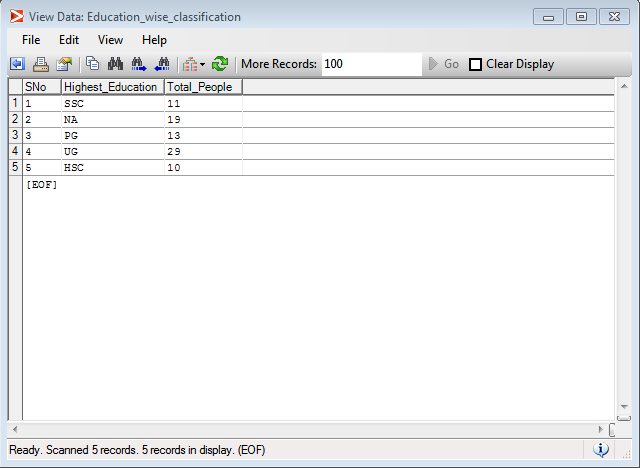 View Data: Education_wise_classification
File Edit View Help
More Records: 100 Go Clear Display
SNo Highest_Education Total_People
1 1 SSC 11
2 2 NA 19
3 3 PG 13
4 4 UG 29
5 5 HSC 10
[EOF]
Ready. Scanned 5 records. 5 records in display. (EOF)